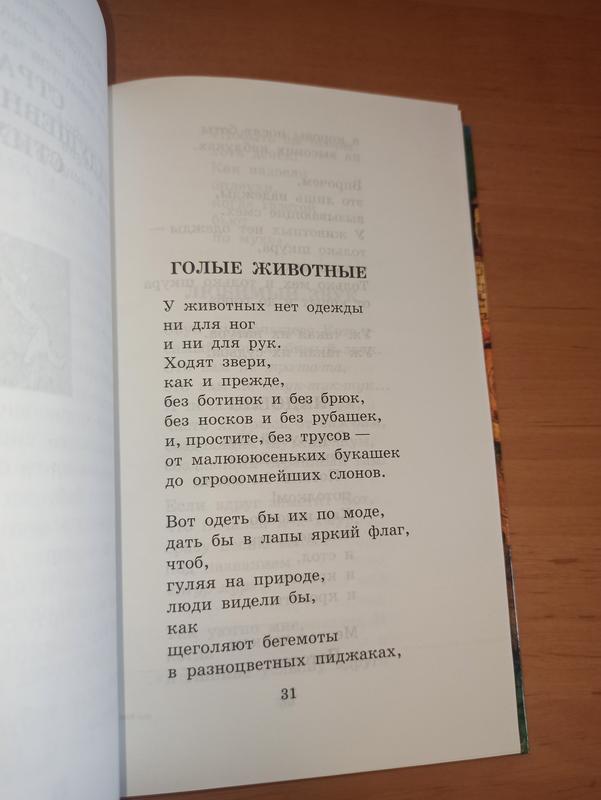 ГОЛЫЕ ЖИВОТНЫЕ
У животных нет одежды
ни для ног
и ни для рук.
Ходят звери,
как и прежде,
без ботинок и без брюк,
без носков и без рубашек,
и, простите, без трусов —
от малюююсеньких букашек
до огрооомнейших слонов.
Вот одеть бы их по моде,
дать бы в лапы яркий флаг,
чтоб,
гуляя на природе,
люди видели бы,
как
щеголяют бегемоты
в разноцветных пиджаках,
31